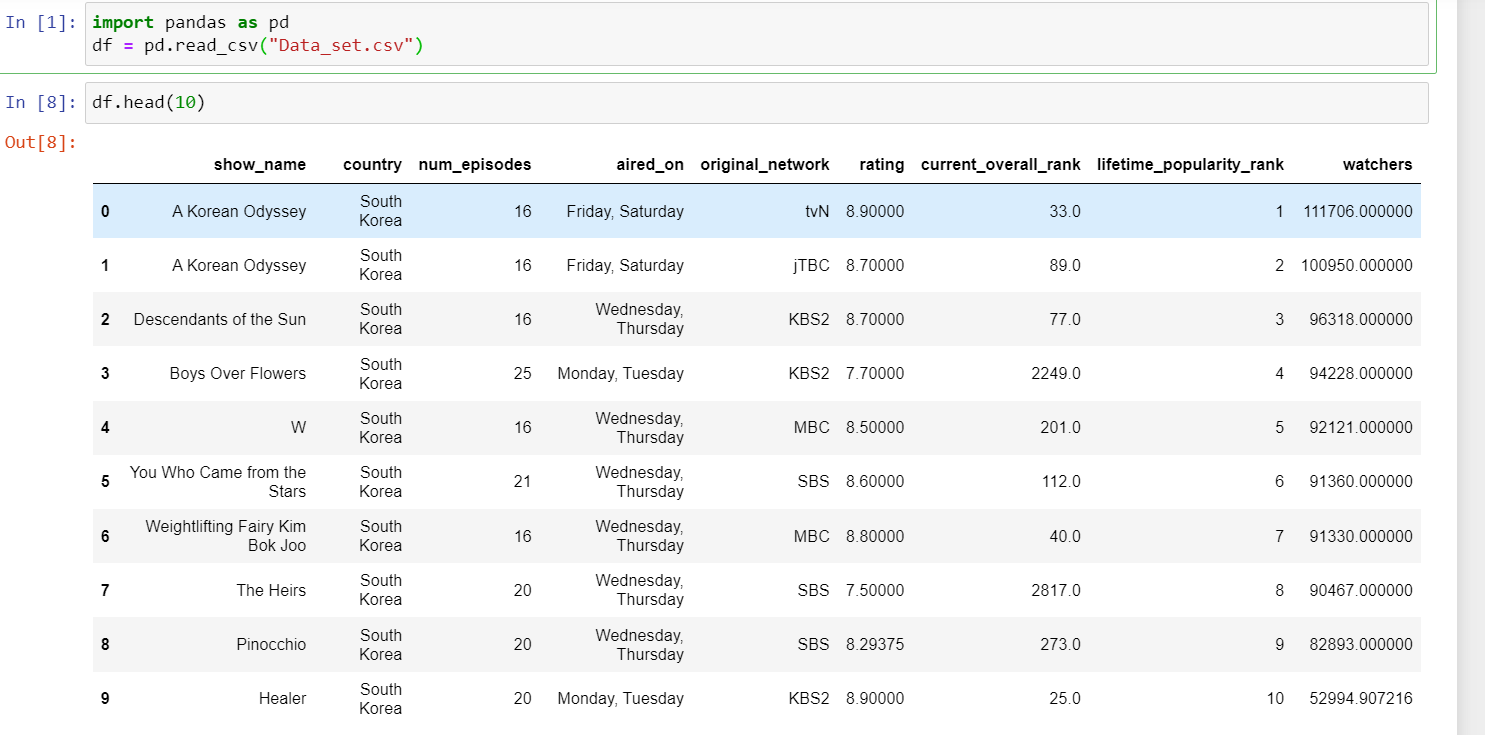 In [1]: import pandas as pd
df = pd.read_csv("Data_set.csv")
In [8]: df.head(10)
Out[8]:
show_name country num_episodes aired_on original_network rating current_overall_rank lifetime_popularity_rank watchers
0 A Korean Odyssey South Korea 16 Friday, Saturday tvN 8.90000 33.0 1 111706.000000
1 A Korean Odyssey South Korea 16 Friday, Saturday jTBC 8.70000 89.0 2 100950.000000
2 Descendants of the Sun South Korea 16 Wednesday, Thursday KBS2 8.70000 77.0 3 96318.000000
3 Boys Over Flowers South Korea 25 Monday, Tuesday KBS2 7.70000 2249.0 4 94228.000000
4 W South Korea 16 Wednesday, Thursday MBC 8.50000 201.0 5 92121.000000
5 You Who Came from the Stars South Korea 21 Wednesday, Thursday SBS 8.60000 112.0 6 91360.000000
6 Weightlifting Fairy Kim Bok Joo South Korea 16 Wednesday, Thursday MBC 8.80000 40.0 7 91330.000000
7 The Heirs South Korea 20 Wednesday, Thursday SBS 7.50000 2817.0 8 90467.000000
8 Pinocchio South Korea 20 Wednesday, Thursday SBS 8.29375 273.0 9 82893.000000
9 Healer South Korea 20 Monday, Tuesday KBS2 8.90000 25.0 10 52994.907216